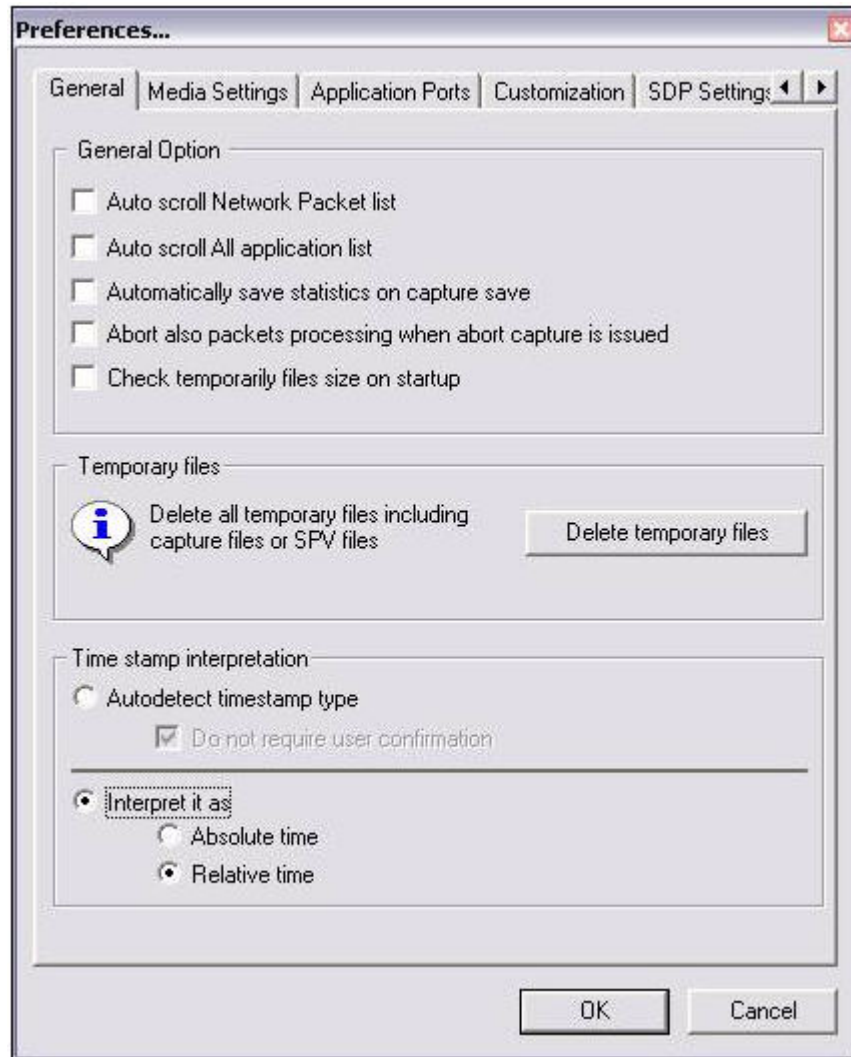 Preferences...
General Media Settings Application Ports Customization SDP Settings
General Option
Auto scroll Network Packet list
Auto scroll All application list
Automatically save statistics on capture save
Abort also packets processing when abort capture is issued
Check temporarily files size on startup
Temporary files
Delete all temporary files including
capture files or SPV files
Delete temporary files
Time stamp interpretation
Autodetect timestamp type
Do not require user confirmation
Interpret it as
Absolute time
Relative time
OK Cancel